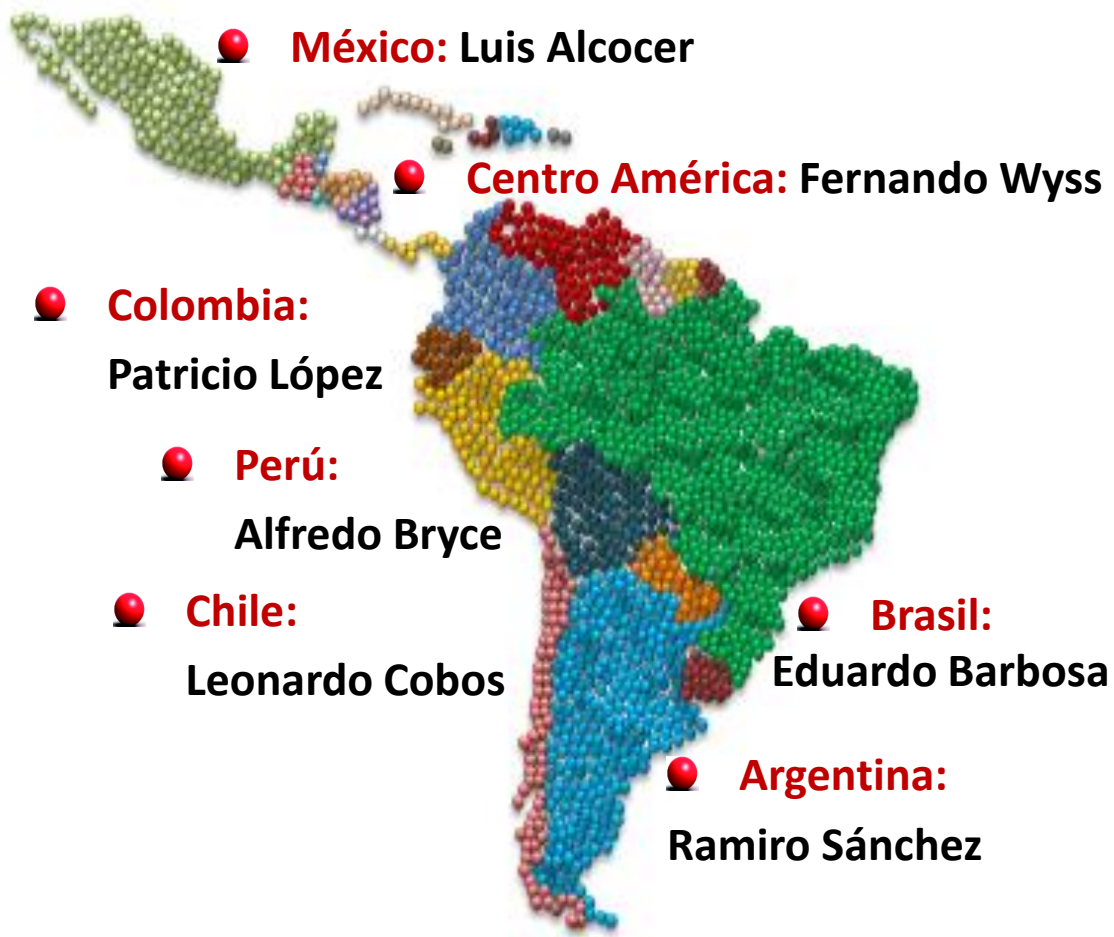 México: Luis Alcocer
Centro América: Fernando Wyss
Colombia:
Patricio López
Perú:
Alfredo Bryce
Chile:
Leonardo Cobos
Brasil:
Eduardo Barbosa
Argentina:
Ramiro Sánchez